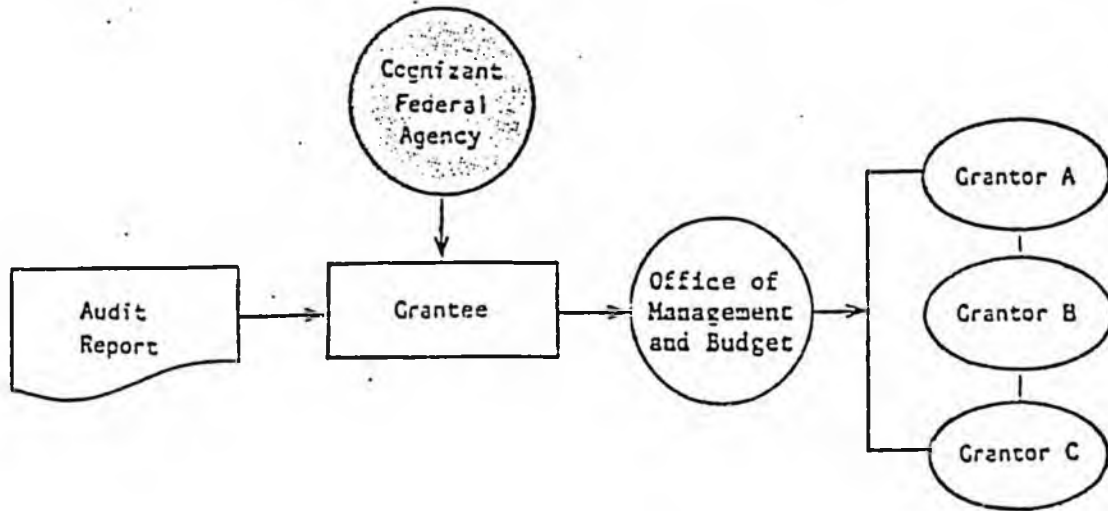 Cognizant
Federal
Agency
Audit
Report
Grantee
Office of
Management
and Budget
Grantor A
Grantor B
Grantor C